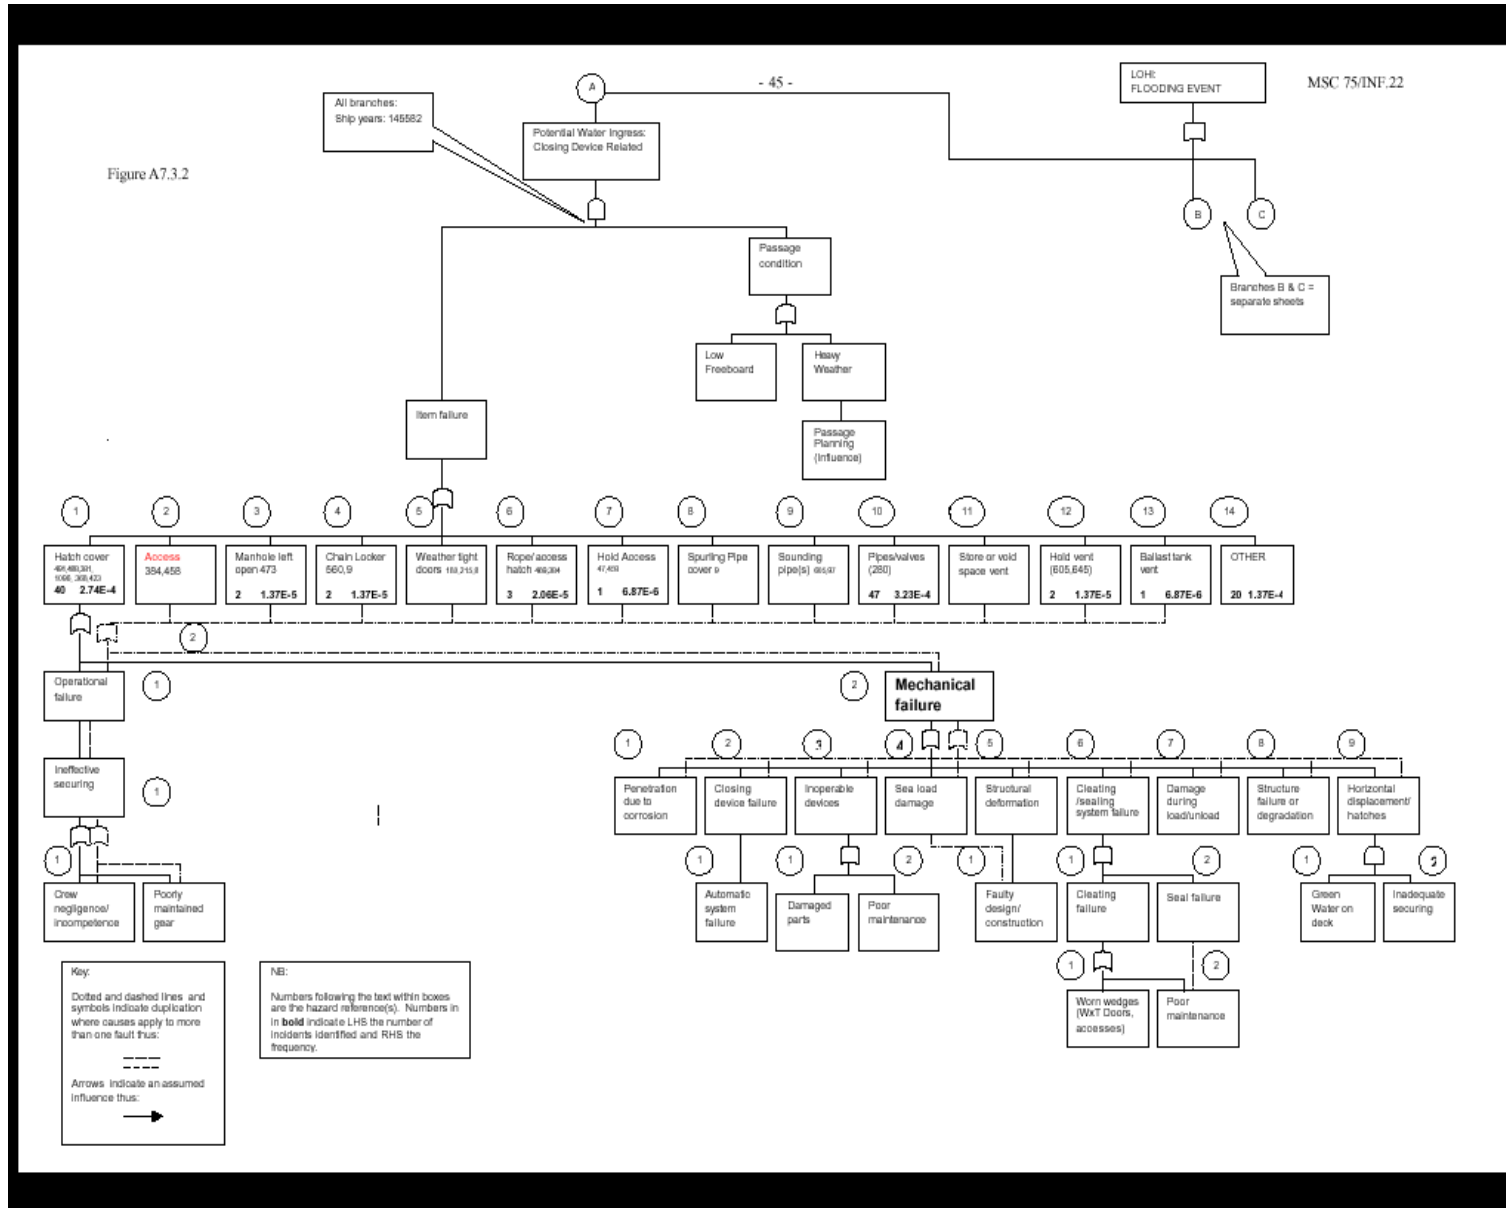 - 45 -
MSC 75/INF.22
Figure A7.3.2
All branches:
Ship years: 145582
A
Potential Water Ingress:
Closing Device Related
LOHI:
FLOODING EVENT
B
C
Branches B & C =
separate sheets
Passage
condition
Low
Freeboard
Heavy
Weather
Passage
Planning
(Influence)
Item failure
1
2
3
4
5
6
7
8
9
10
11
12
13
14
Hatch cover
40 2.74E-4
Access
384,458
Manhole left
open 473
2 1.37E-5
Chain Locker
560,9
2 1.37E-5
Weather tight
doors
Rope/access
hatch
3 2.06E-5
Hold Access
47,459
1 6.87E-6
Spurling Pipe
cover 9
Sounding
pipe(s) 605,97
Pipes/valves
(280)
47 3.23E-4
Store or void
space vent
Hold vent
(605,645)
2 1.37E-5
Ballast tank
vent
1 6.87E-6
OTHER
20 1.37E-4
2
Operational
failure
1
2
Mechanical
failure
Ineffective
securing
1
1
Crew
negligence/
incompetence
Poorly
maintained
gear
1
2
3
4
5
6
7
8
9
Penetration
due to
corrosion
Closing
device failure
Inoperable
devices
Sea load
damage
Structural
deformation
Cleating
/sealing
system failure
Damage
during
load/unload
Structure
failure or
degradation
Horizontal
displacement/
hatches
1
1
2
1
1
2
1
2
Automatic
system
failure
Damaged
parts
Poor
maintenance
Faulty
design/
construction
Cleating
failure
Seal failure
Green
Water on
deck
Inadequate
securing
1
2
Worn wedges
(WxT Doors,
accesses)
Poor
maintenance
Key:
Dotted and dashed lines and
symbols indicate duplication
where causes apply to more
than one fault thus:
Arrows indicate an assumed
influence thus:
NB:
Numbers following the text within boxes
are the hazard reference(s). Numbers in
in bold indicate LHS the number of
incidents identified and RHS the
frequency.